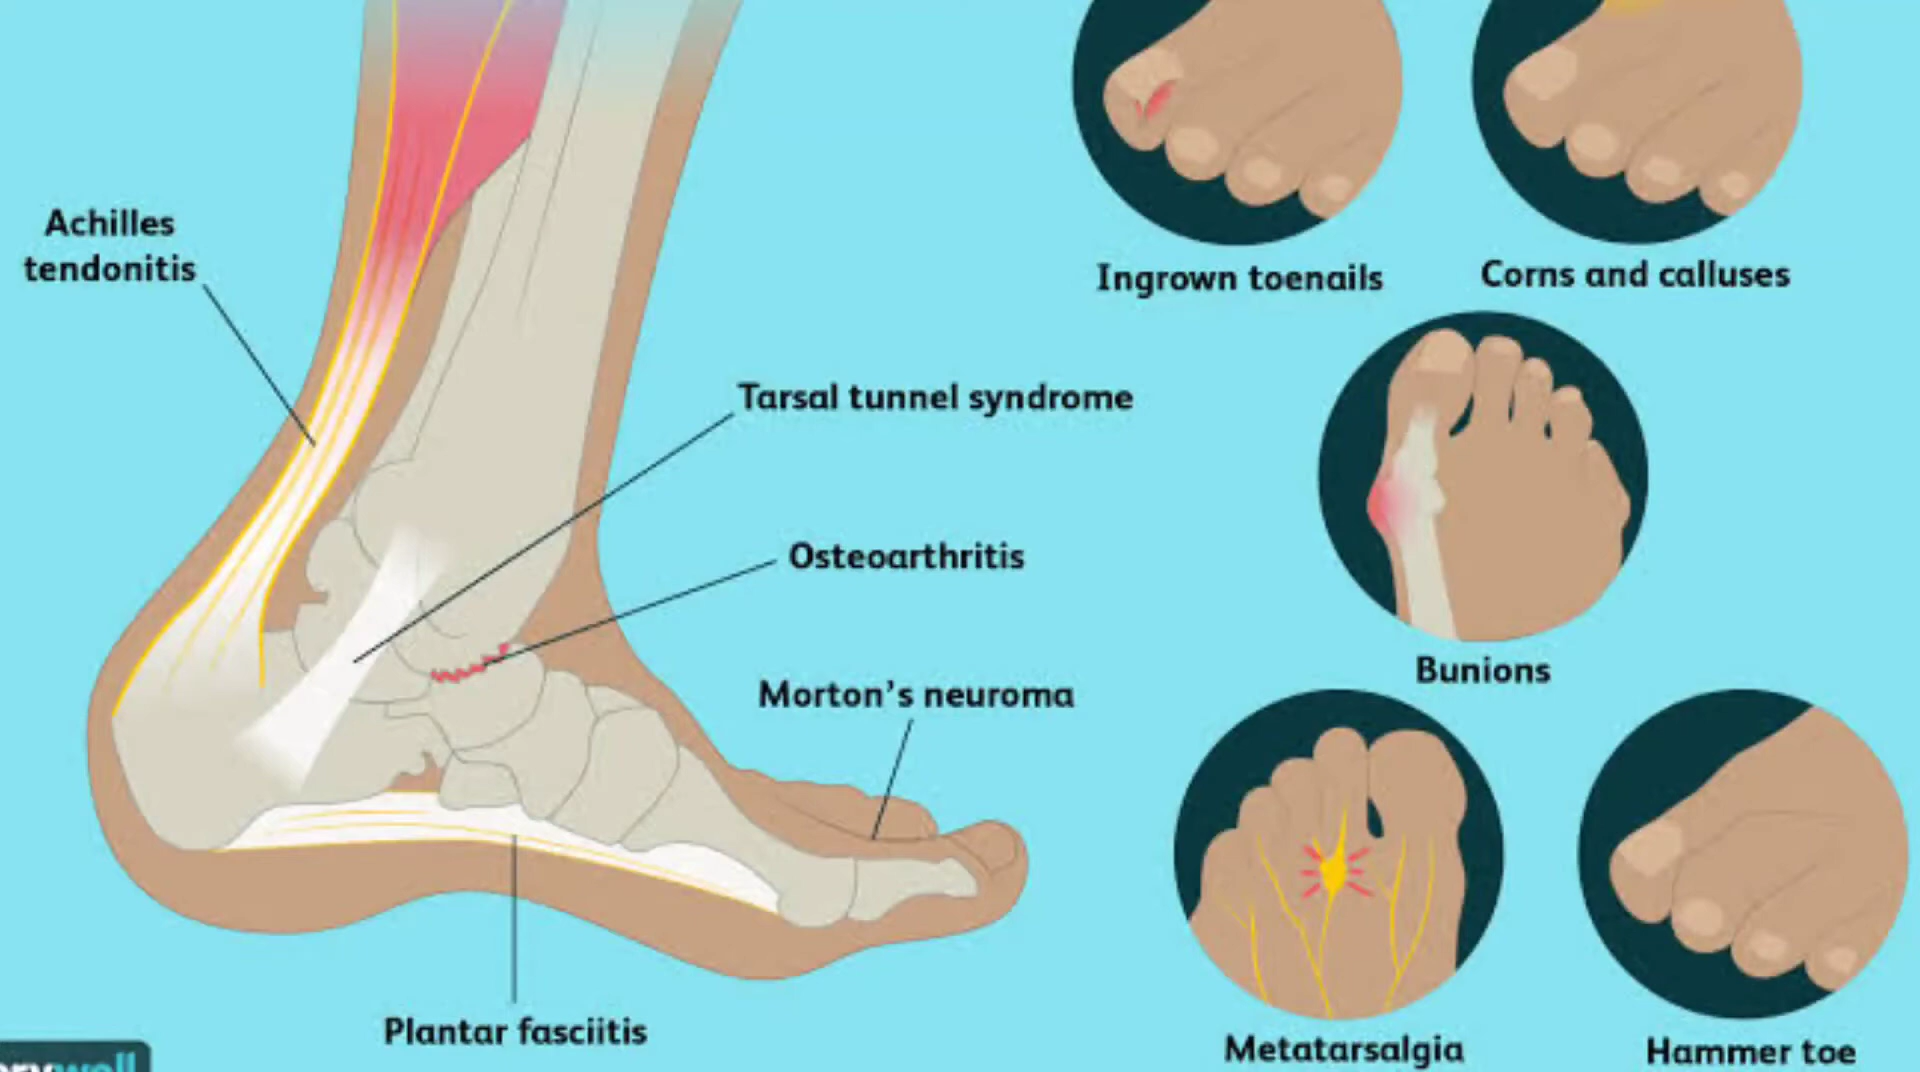 Achilles
tendonitis
Ingrown toenails
Corns and calluses
Tarsal tunnel syndrome
Osteoarthritis
Bunions
Morton's neuroma
Plantar fasciitis
Metatarsalgia
Hammer toe